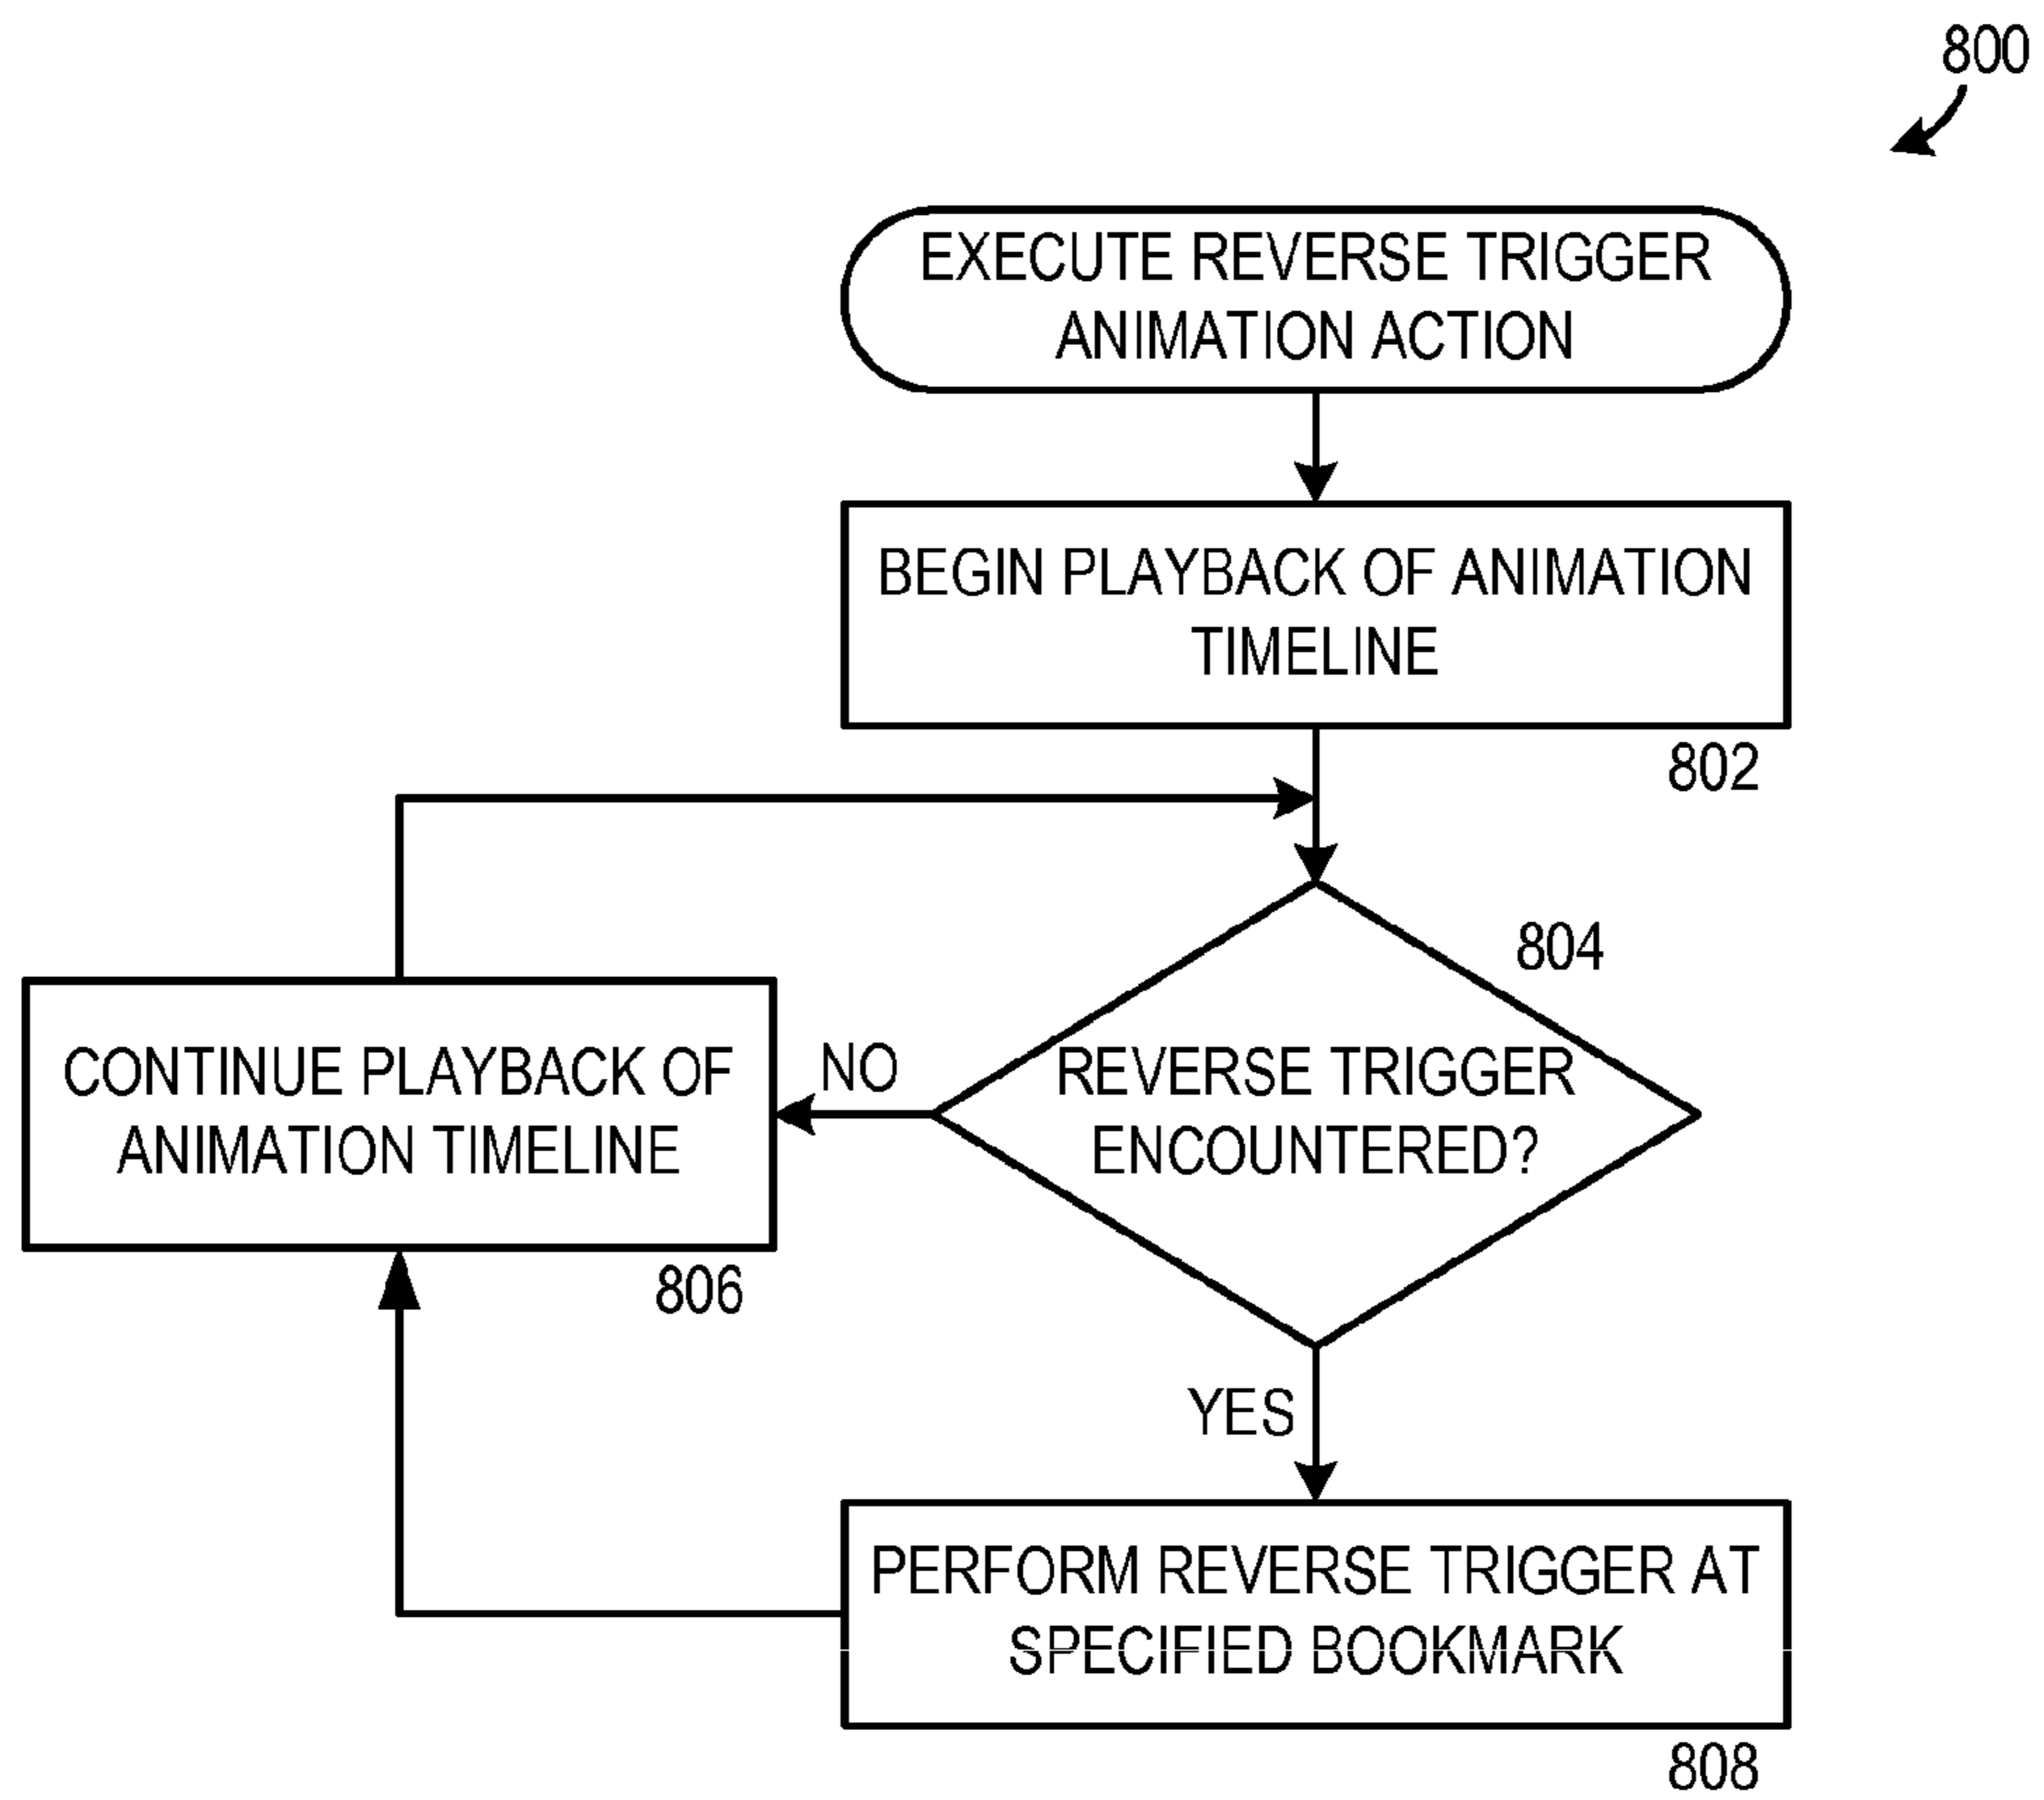 800
EXECUTE REVERSE TRIGGER
ANIMATION ACTION
BEGIN PLAYBACK OF ANIMATION
TIMELINE
802
804
REVERSE TRIGGER
ENCOUNTERED?
NO
CONTINUE PLAYBACK OF
ANIMATION TIMELINE
806
YES
PERFORM REVERSE TRIGGER AT
SPECIFIED BOOKMARK
808